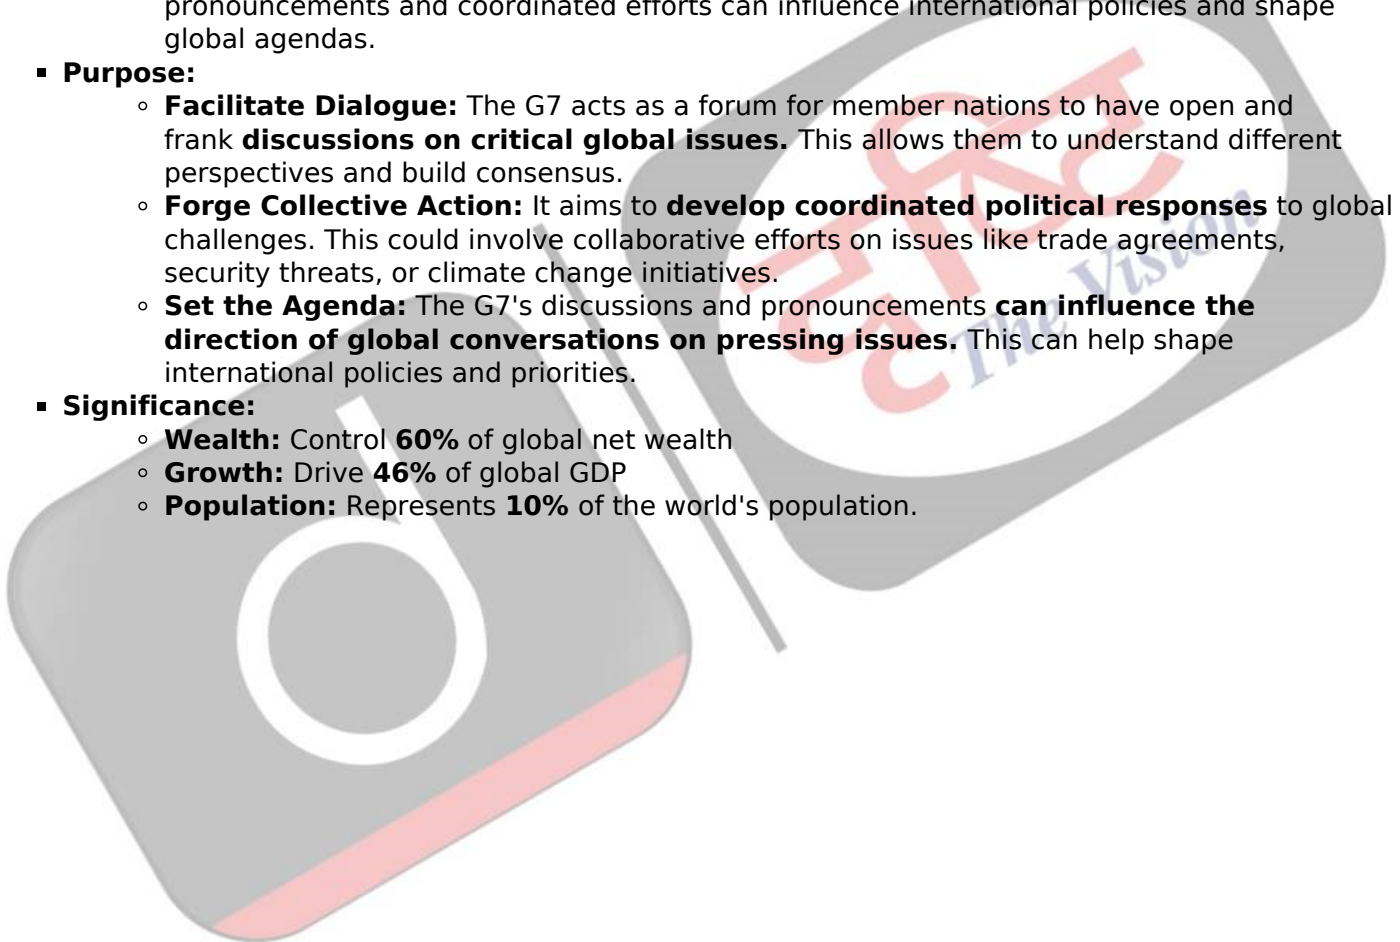 pronouncements and coordinated efforts can influence international policies and shape
global agendas.
▪ Purpose:
◦ Facilitate Dialogue: The G7 acts as a forum for member nations to have open and
frank discussions on critical global issues. This allows them to understand different
perspectives and build consensus.
◦ Forge Collective Action: It aims to develop coordinated political responses to global
challenges. This could involve collaborative efforts on issues like trade agreements,
security threats, or climate change initiatives.
◦ Set the Agenda: The G7's discussions and pronouncements can influence the
direction of global conversations on pressing issues. This can help shape
international policies and priorities.
▪ Significance:
◦ Wealth: Control 60% of global net wealth
◦ Growth: Drive 46% of global GDP
◦ Population: Represents 10% of the world's population.
d
दृष्टि
The Vision